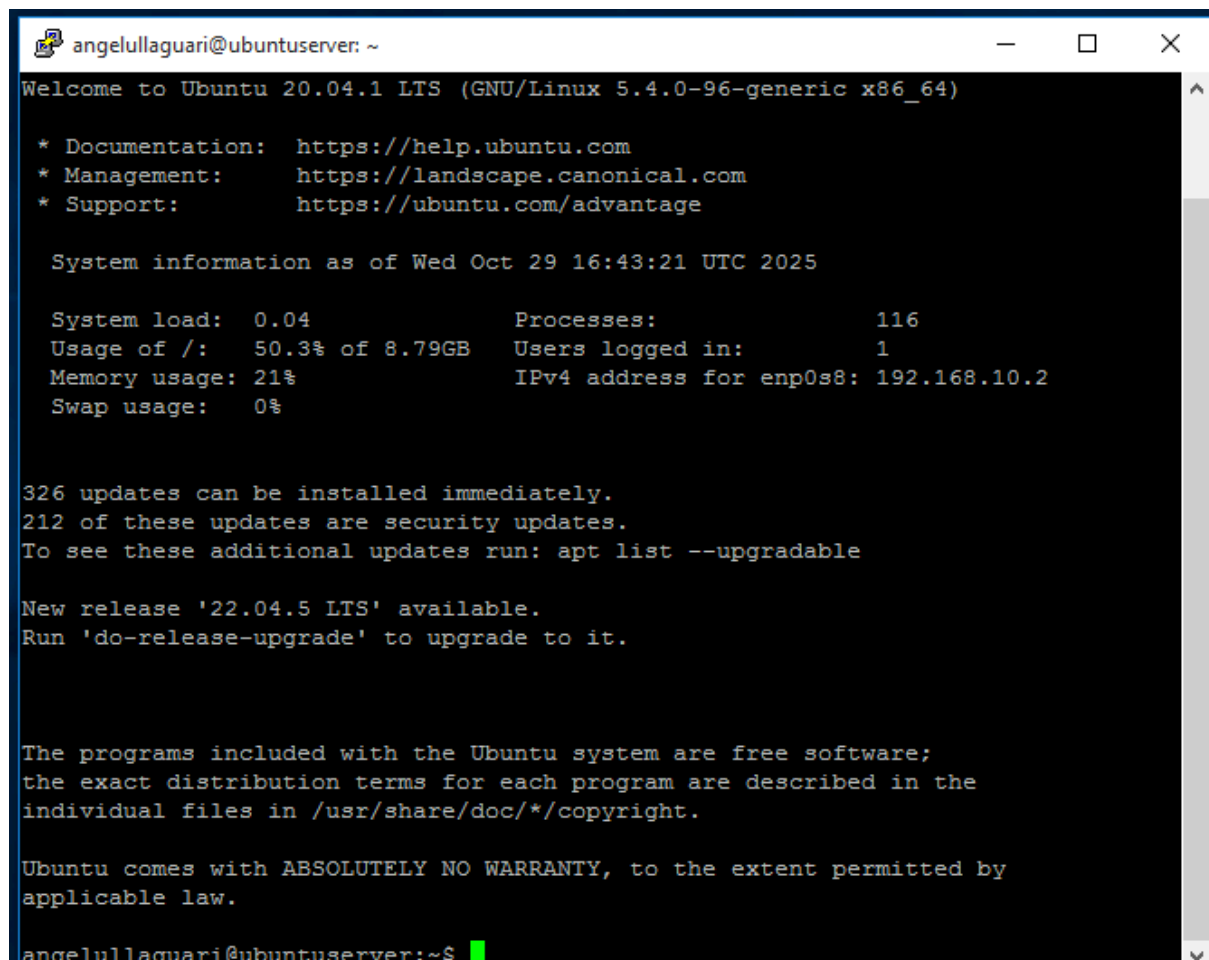 angelullaguari@ubuntuserver: ~
Welcome to Ubuntu 20.04.1 LTS (GNU/Linux 5.4.0-96-generic x86_64)
* Documentation:  https://help.ubuntu.com
* Management:     https://landscape.canonical.com
* Support:        https://ubuntu.com/advantage
System information as of Wed Oct 29 16:43:21 UTC 2025
System load:  0.04              Processes:               116
Usage of /:   50.3% of 8.79GB   Users logged in:         1
Memory usage: 21%               IPv4 address for enp0s8: 192.168.10.2
Swap usage:   0%
326 updates can be installed immediately.
212 of these updates are security updates.
To see these additional updates run: apt list --upgradable
New release '22.04.5 LTS' available.
Run 'do-release-upgrade' to upgrade to it.
The programs included with the Ubuntu system are free software;
the exact distribution terms for each program are described in the
individual files in /usr/share/doc/*/copyright.
Ubuntu comes with ABSOLUTELY NO WARRANTY, to the extent permitted by
applicable law.
angelullaguari@ubuntuserver:~$